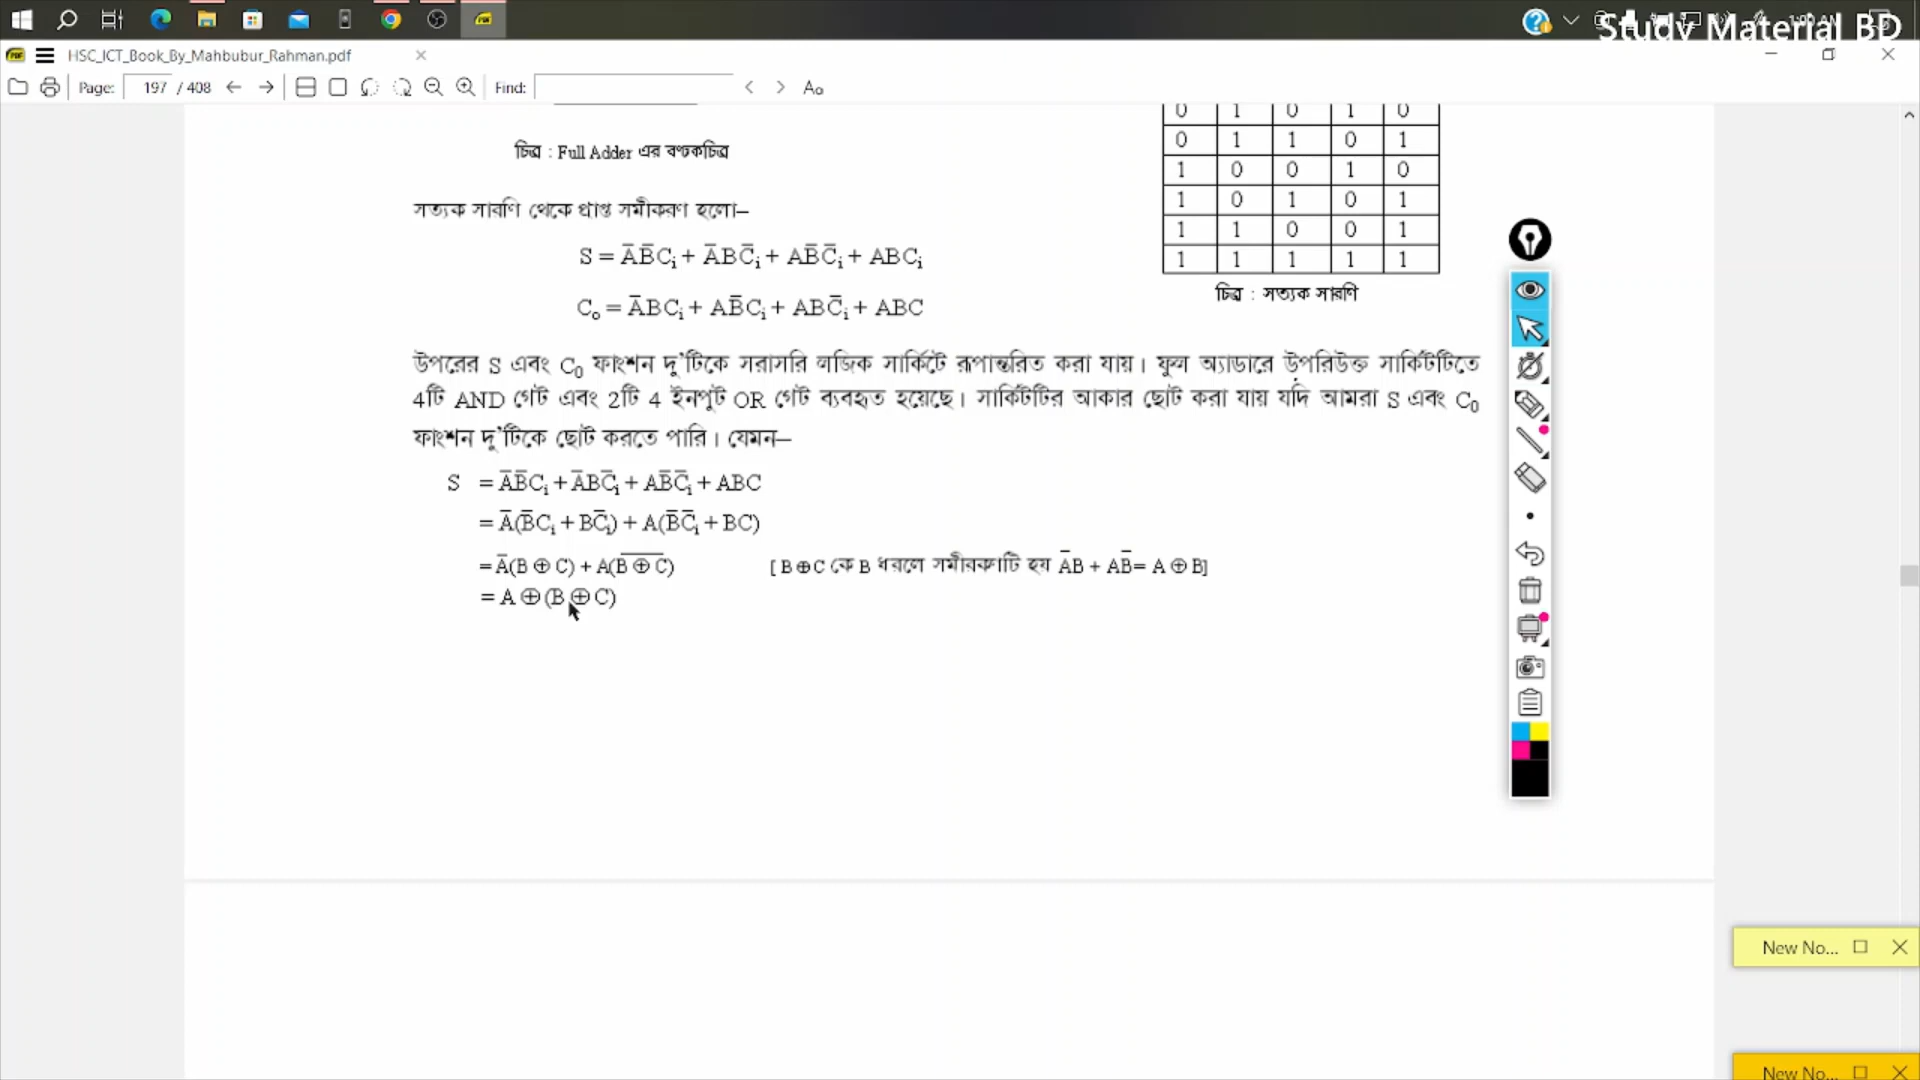 Study Material BD
HSC_ICT_Book_By_Mahbubur_Rahman.pdf
Page: 197 / 408 Find:
0 1 0 1 0
চিত্র : Full Adder এর বণ্ঢকচিত্র
0 1 1 0 1
1 0 0 1 0
সত্যক সারণি থেকে প্রাপ্ত সমীকরণ হলো–
1 0 1 0 1
1 1 0 0 1
S = A̅B̅Cᵢ + A̅BC̅ᵢ + AB̅C̅ᵢ + ABCᵢ
1 1 1 1 1
চিত্র : সত্যক সারণি
Cₒ = A̅BCᵢ + AB̅Cᵢ + ABC̅ᵢ + ABC
উপরের S এবং C₀ ফাংশন দু'টিকে সরাসরি লজিক সার্কিটে রূপান্তরিত করা যায়। ফুল অ্যাডারে উপরিউক্ত সার্কিটটিতে
4টি AND গেট এবং 2টি 4 ইনপুট OR গেট ব্যবহৃত হয়েছে। সার্কিটটির আকার ছোট করা যায় যদি আমরা S এবং C₀
ফাংশন দু'টিকে ছোট করতে পারি। যেমন–
S = A̅B̅Cᵢ + A̅BC̅ᵢ + AB̅C̅ᵢ + ABC
= A̅(B̅Cᵢ + BC̅ᵢ) + A(B̅C̅ᵢ + BC)
= A̅(B ⊕ C) + A(B̅ ̅⊕̅ ̅C̅) [ B⊕C কে B ধরলে সমীকরণটি হয় A̅B + AB̅= A ⊕ B]
= A ⊕ (B ⊕ C)
New No...
New No...